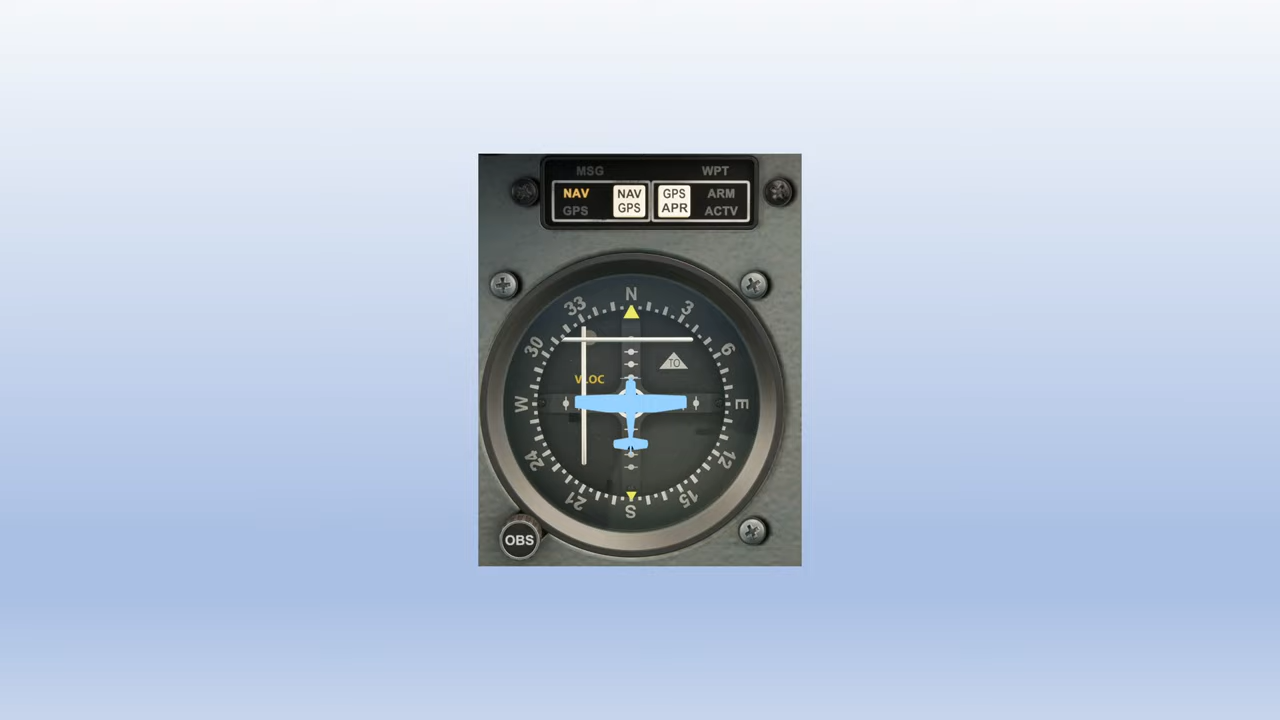 MSG WPT
NAV NAV GPS ARM
GPS GPS APR ACTV
N
33 3
30 6
TO
VLOC
W E
24 12
21 15
S
OBS